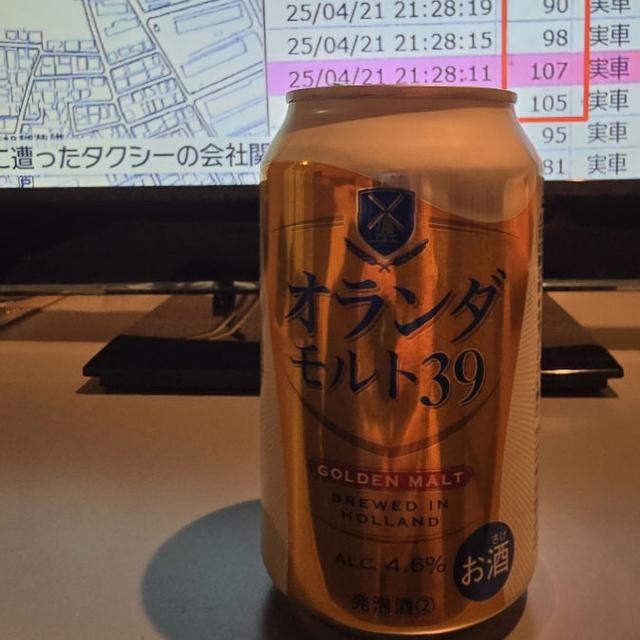 25/04/21 21:28:19 90 実車
25/04/21 21:28:15 98 実車
25/04/21 21:28:11 107 実車
105 実車
95 実車
81 実車
に遭ったタクシーの会社関
オランダ
モルト39
GOLDEN MALT
BREWED IN
HOLLAND
ALC. 4.6%
さけ
お酒
発泡酒②